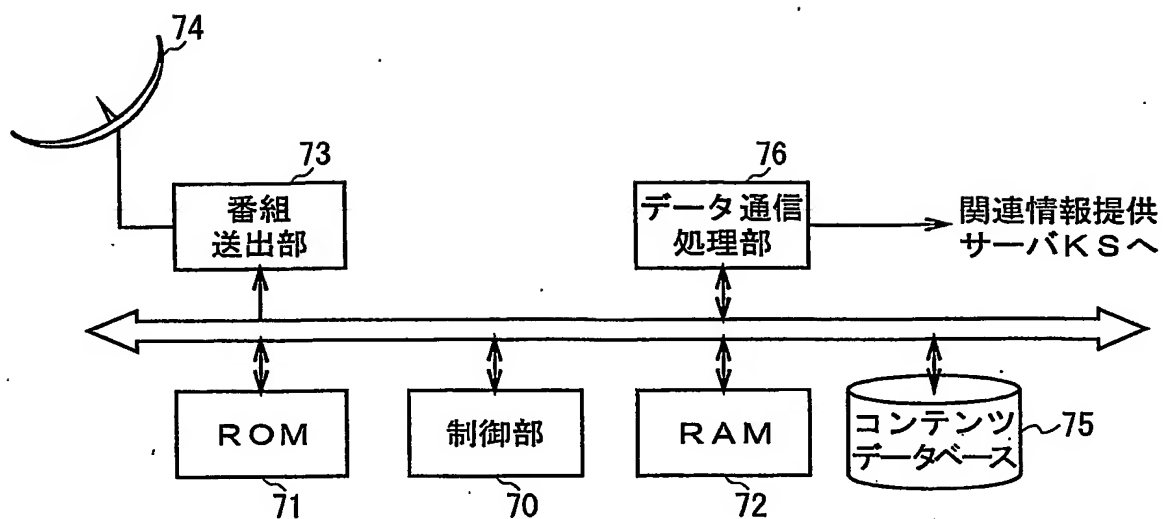 74
73
番組
送出部
76
データ通信
処理部
関連情報提供
サーバKSへ
ROM
71
制御部
70
RAM
72
コンテンツ
データベース
75